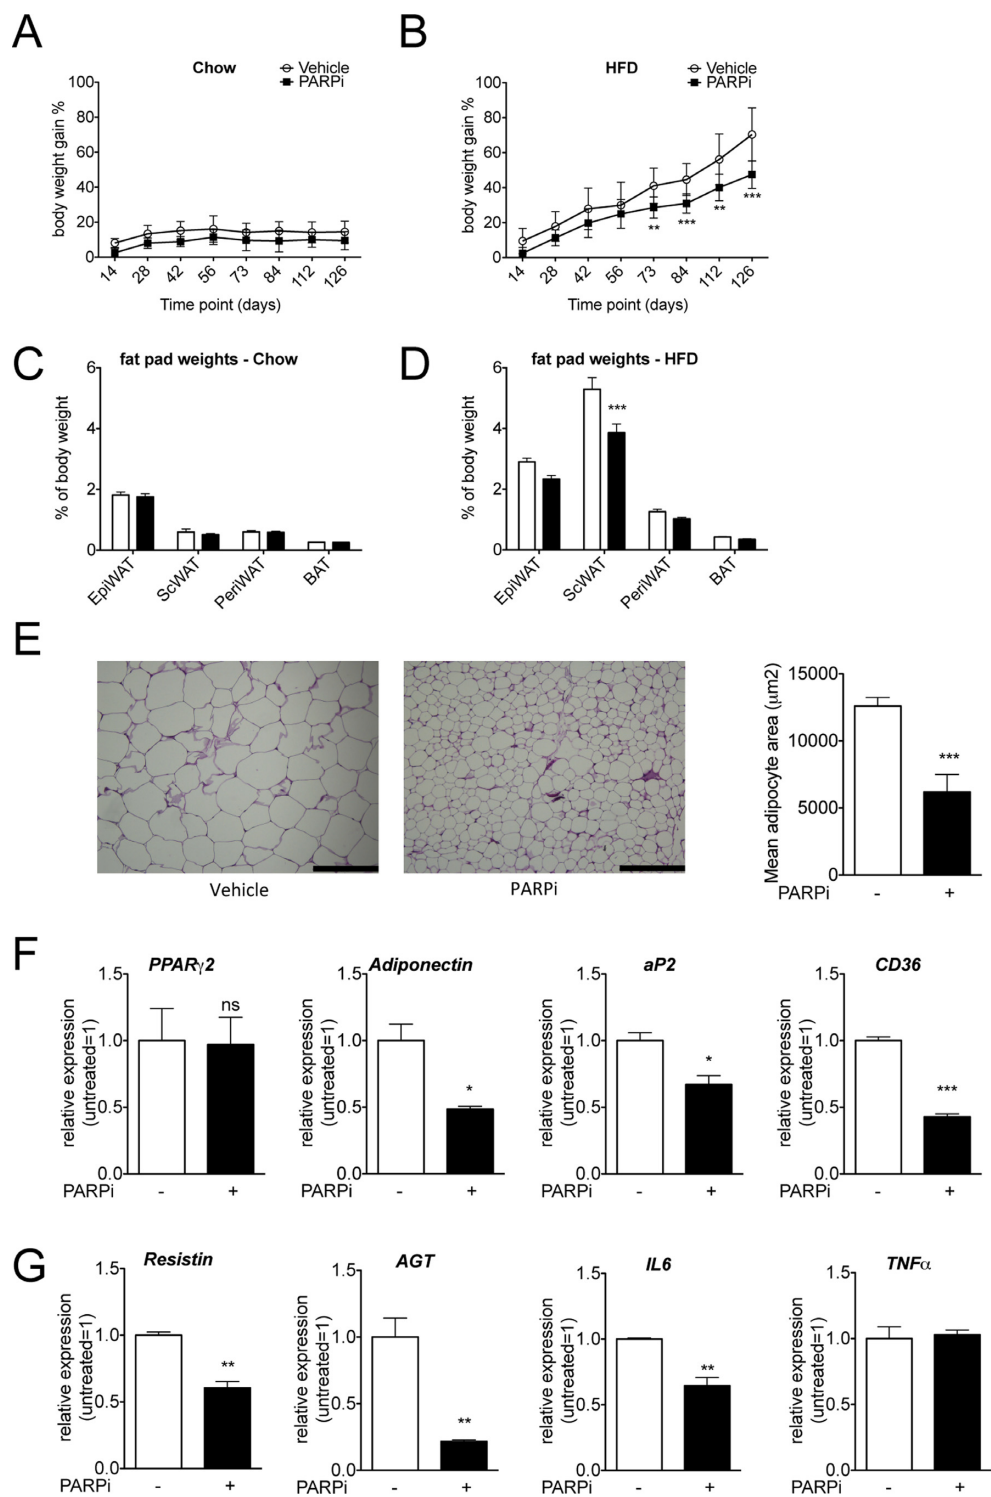 A
Chow
Vehicle
PARPi
body weight gain %
100
80
60
40
20
0
14 28 42 56 73 84 112 126
Time point (days)
B
HFD
Vehicle
PARPi
body weight gain %
100
80
60
40
20
0
** *** ** ***
14 28 42 56 73 84 112 126
Time point (days)
C
fat pad weights - Chow
% of body weight
6
4
2
0
EpiWAT ScWAT PeriWAT BAT
D
fat pad weights - HFD
% of body weight
6
4
2
0
***
EpiWAT ScWAT PeriWAT BAT
E
Vehicle
PARPi
Mean adipocyte area (μm2)
15000
10000
5000
0
***
PARPi - +
F
PPARγ2
relative expression
(untreated=1)
1.5
1.0
0.5
0.0
ns
PARPi - +
Adiponectin
relative expression
(untreated=1)
1.5
1.0
0.5
0.0
*
PARPi - +
aP2
relative expression
(untreated=1)
1.5
1.0
0.5
0.0
*
PARPi - +
CD36
relative expression
(untreated=1)
1.5
1.0
0.5
0.0
***
PARPi - +
G
Resistin
relative expression
(untreated=1)
1.5
1.0
0.5
0.0
**
PARPi - +
AGT
relative expression
(untreated=1)
1.5
1.0
0.5
0.0
**
PARPi - +
IL6
relative expression
(untreated=1)
1.5
1.0
0.5
0.0
**
PARPi - +
TNFα
relative expression
(untreated=1)
1.5
1.0
0.5
0.0
PARPi - +